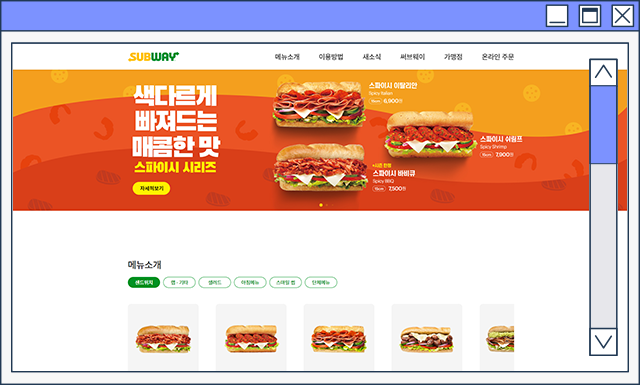 SUBWAY
메뉴소개 이용방법 새소식 써브웨이 가맹점 온라인 주문
색다르게
빠져드는
매콤한 맛
스파이시 시리즈
자세히보기
스파이시 이탈리안
Spicy Italian
15cm 6,900원
스파이시 쉬림프
Spicy Shrimp
15cm 7,900원
스파이시 바비큐
Spicy BBQ
15cm 7,900원
메뉴소개
샌드위치 랩·기타 샐러드 아침메뉴 스마일 썹 단체메뉴